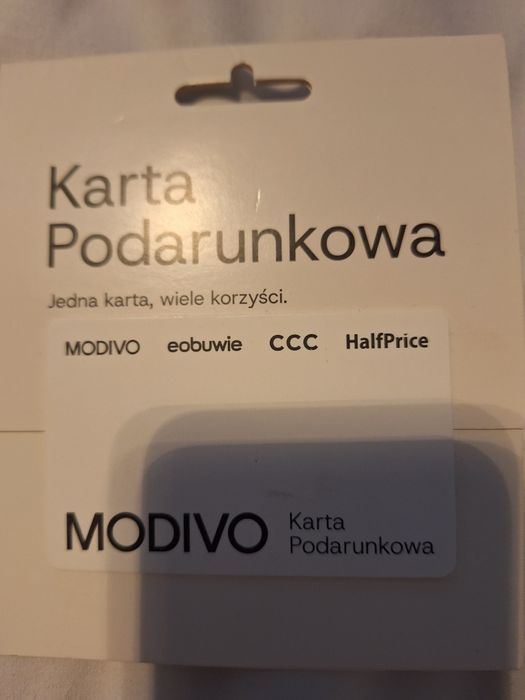 Karta
Podarunkowa
Jedna karta, wiele korzyści.
MODIVO eobuwie CCC HalfPrice
MODIVO Karta
Podarunkowa